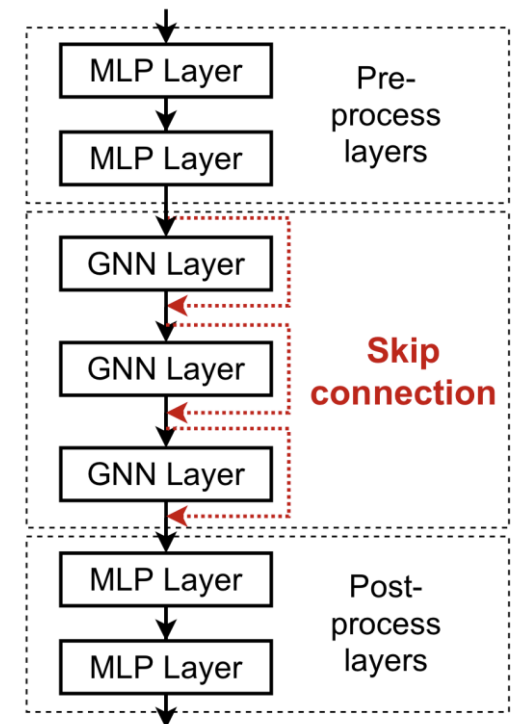 MLP Layer
MLP Layer
Pre-
process
layers
GNN Layer
GNN Layer
GNN Layer
Skip
connection
MLP Layer
MLP Layer
Post-
process
layers